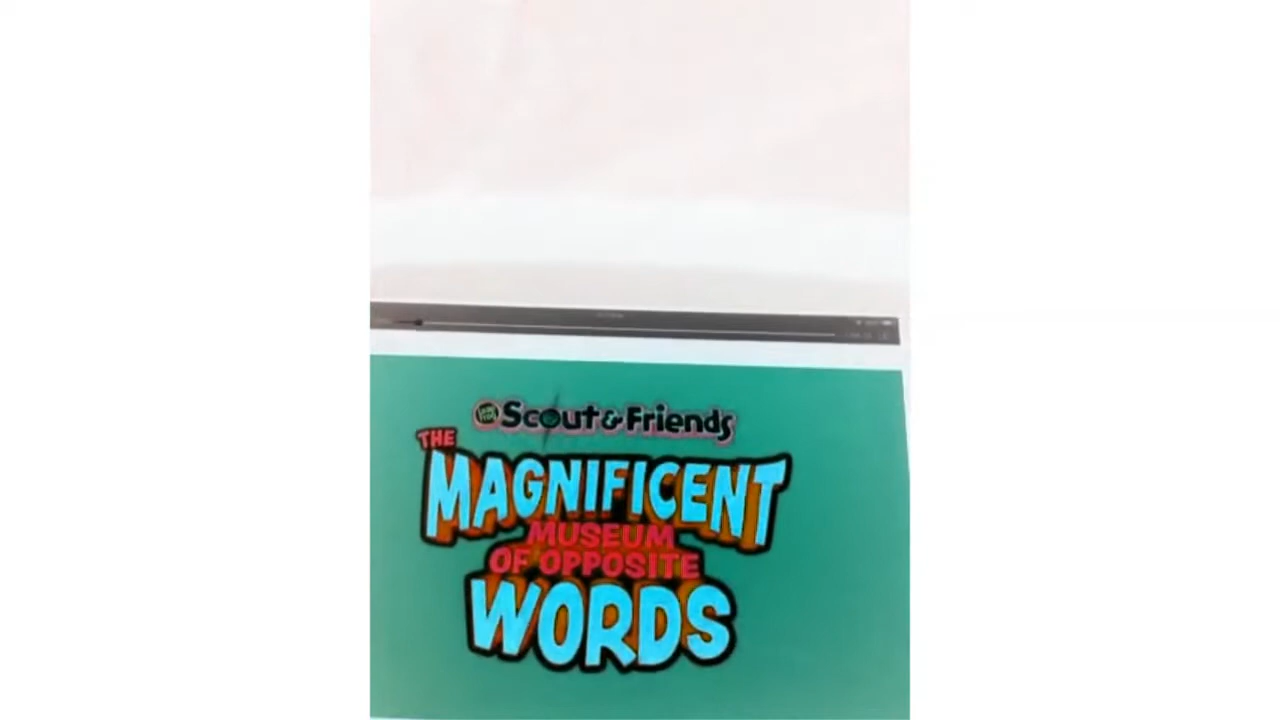 Scout & Friends
THE
MAGNIFICENT
MUSEUM
OF OPPOSITE
WORDS